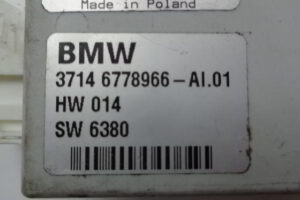 Made in Poland
BMW
3714 6778966-AI.01
HW 014
SW 6380